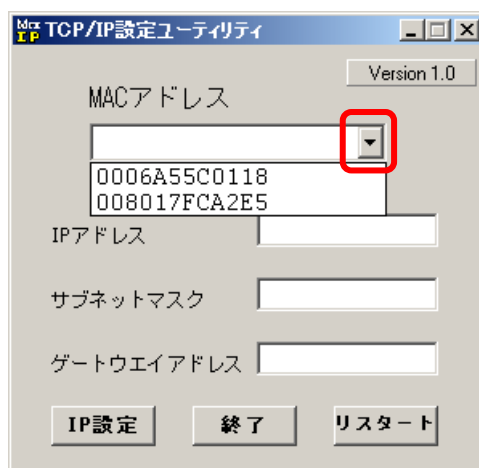 Mac IP TCP/IP設定ユーティリティ
Version 1.0
MACアドレス
0006A55C0118
008017FCA2E5
IPアドレス
サブネットマスク
ゲートウエイアドレス
IP設定 終了 リスタート